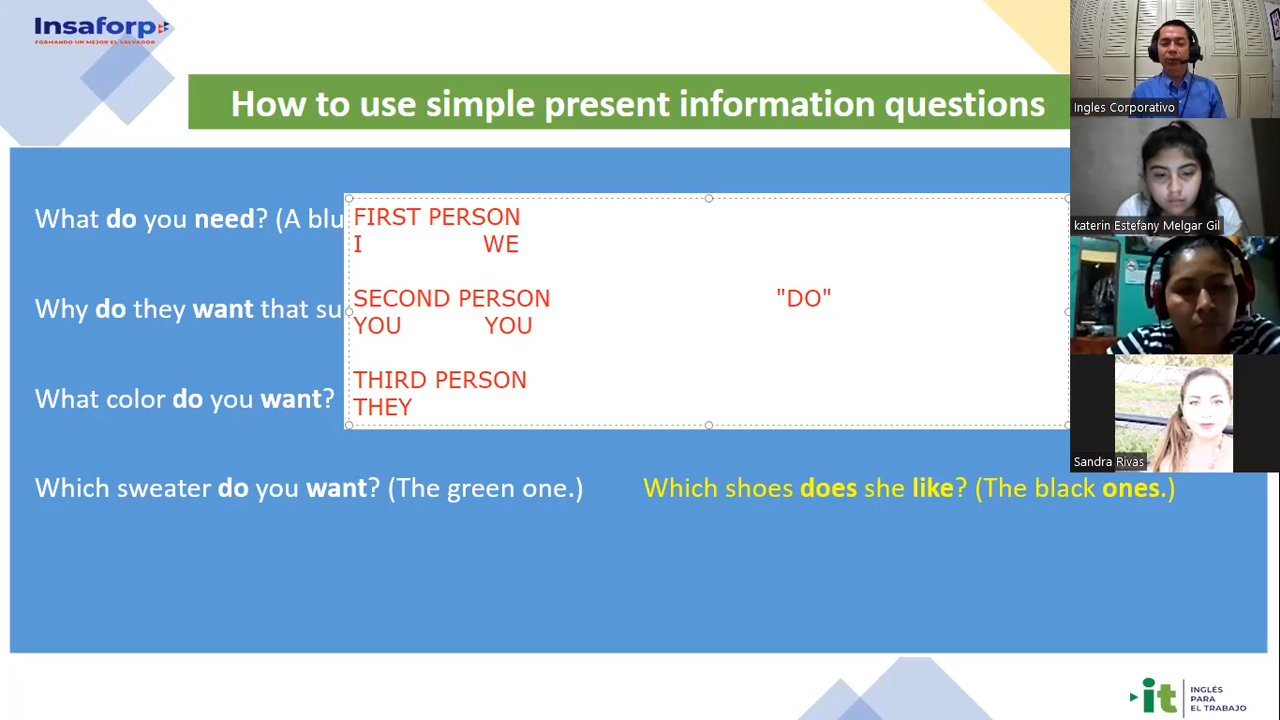 Insaforp
FORMANDO UN MEJOR EL SALVADOR
How to use simple present information questions
What do you need? (A blu
Why do they want that su
What color do you want?
Which sweater do you want? (The green one.)
Which shoes does she like? (The black ones.)
FIRST PERSON
I WE
SECOND PERSON "DO"
YOU YOU
THIRD PERSON
THEY
Ingles Corporativo
katerin Estefany Melgar Gil
Sandra Rivas
it
INGLÉS
PARA
EL TRABAJO